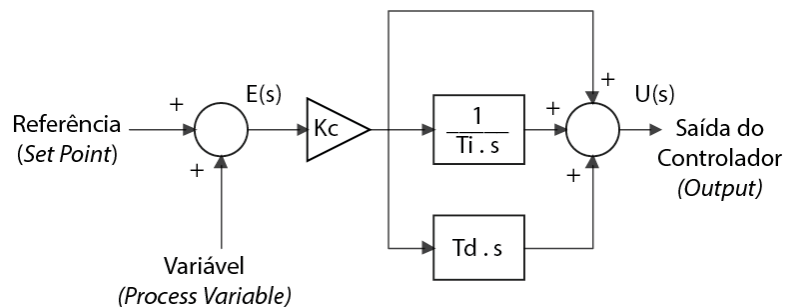 Referência
(Set Point)
+
+
E(s)
Kc
Variável
(Process Variable)
1
Ti . s
Td . s
+
+
+
U(s)
Saída do
Controlador
(Output)